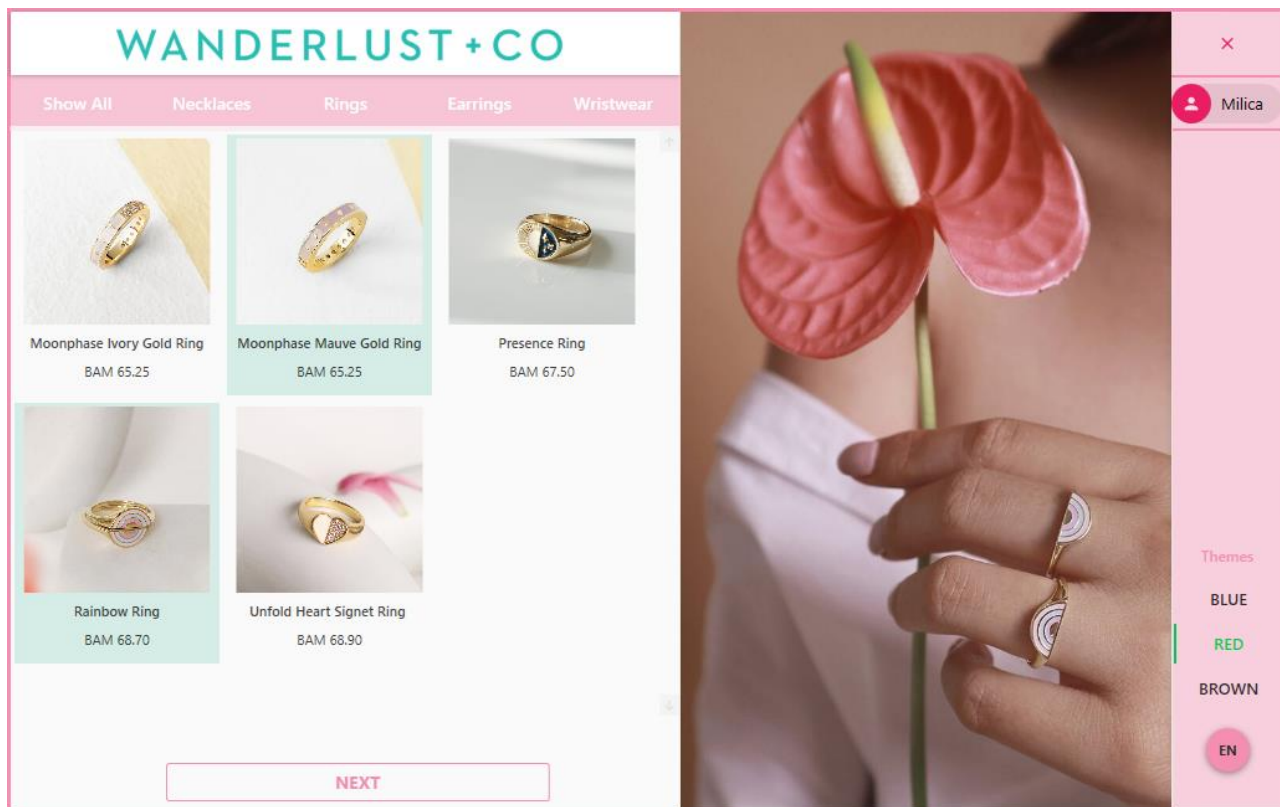 WANDERLUST + CO
Show All Necklaces Rings Earrings Wristwear
Moonphase Ivory Gold Ring
BAM 65.25
Moonphase Mauve Gold Ring
BAM 65.25
Presence Ring
BAM 67.50
Rainbow Ring
BAM 68.70
Unfold Heart Signet Ring
BAM 68.90
NEXT
Milica
Themes
BLUE
RED
BROWN
EN